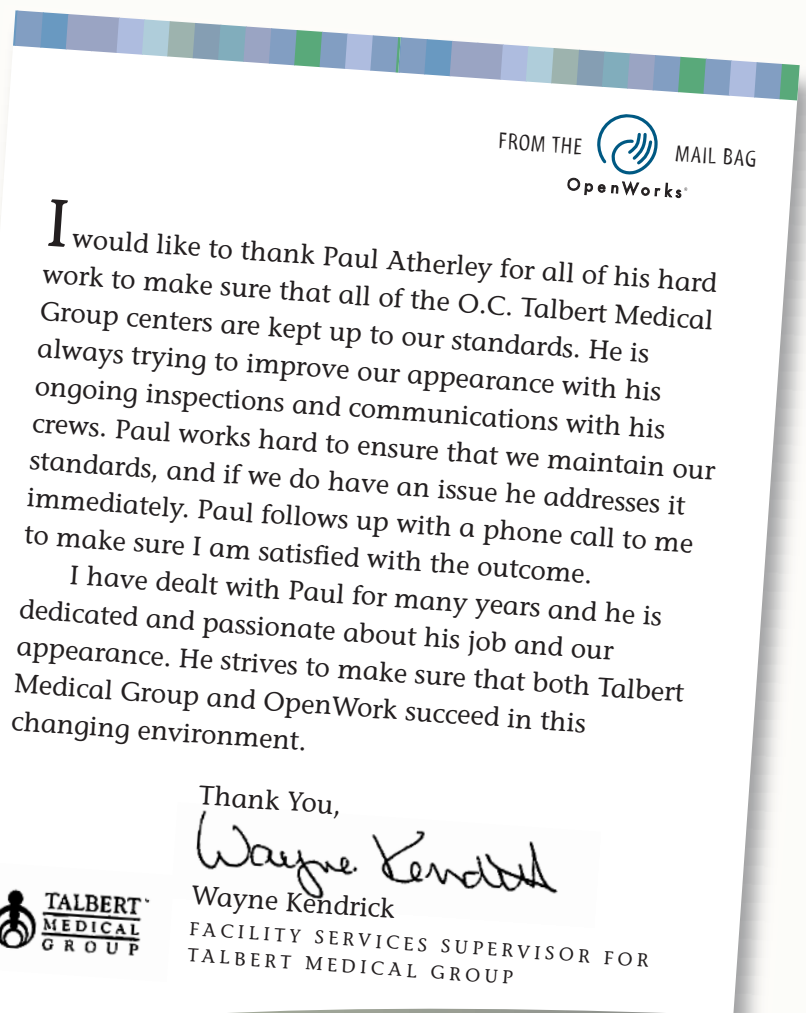 FROM THE OpenWorks MAIL BAG
I would like to thank Paul Atherley for all of his hard
work to make sure that all of the O.C. Talbert Medical
Group centers are kept up to our standards. He is
always trying to improve our appearance with his
ongoing inspections and communications with his
crews. Paul works hard to ensure that we maintain our
standards, and if we do have an issue he addresses it
immediately. Paul follows up with a phone call to me
to make sure I am satisfied with the outcome.
I have dealt with Paul for many years and he is
dedicated and passionate about his job and our
appearance. He strives to make sure that both Talbert
Medical Group and OpenWork succeed in this
changing environment.
Thank You,
Wayne Kendrick
Wayne Kendrick
FACILITY SERVICES SUPERVISOR FOR
TALBERT MEDICAL GROUP
TALBERT™
MEDICAL
GROUP